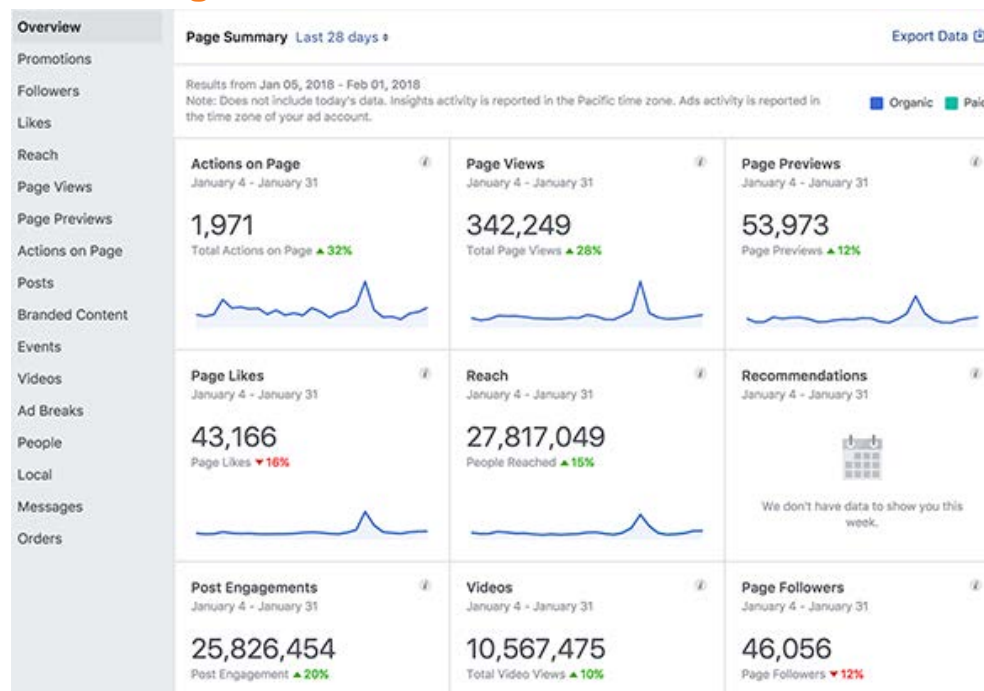 Overview
Promotions
Followers
Likes
Reach
Page Views
Page Previews
Actions on Page
Posts
Branded Content
Events
Videos
Ad Breaks
People
Local
Messages
Orders
Page Summary Last 28 days
Export Data
Results from Jan 05, 2018 - Feb 01, 2018
Note: Does not include today's data. Insights activity is reported in the Pacific time zone. Ads activity is reported in
the time zone of your ad account.
Organic Paid
Actions on Page
January 4 - January 31
1,971
Total Actions on Page ▲ 32%
Page Views
January 4 - January 31
342,249
Total Page Views ▲ 28%
Page Previews
January 4 - January 31
53,973
Page Previews ▲ 12%
Page Likes
January 4 - January 31
43,166
Page Likes ▼ 16%
Reach
January 4 - January 31
27,817,049
People Reached ▲ 15%
Recommendations
January 4 - January 31
We don't have data to show you this
week.
Post Engagements
January 4 - January 31
25,826,454
Post Engagement ▲ 20%
Videos
January 4 - January 31
10,567,475
Total Video Views ▲ 10%
Page Followers
January 4 - January 31
46,056
Page Followers ▼ 12%